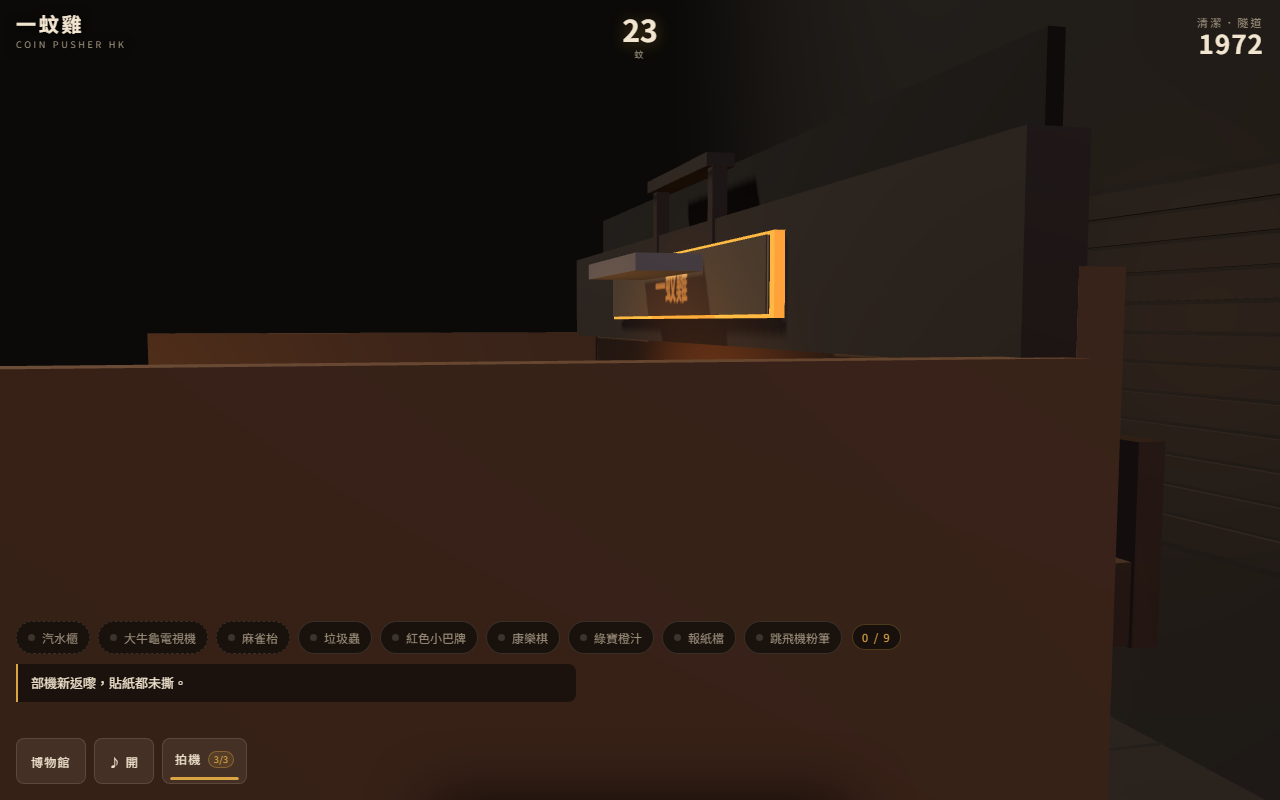 一蚊雞
COIN PUSHER HK
23
蚊
清潔 · 隧道
1972
一蚊雞
汽水櫃
大牛龜電視機
麻雀枱
垃圾蟲
紅色小巴牌
康樂棋
綠寶橙汁
報紙檔
跳飛機粉筆
0 / 9
部機新返嚟，貼紙都未撕。
博物館
♪ 開
拍機 3/3